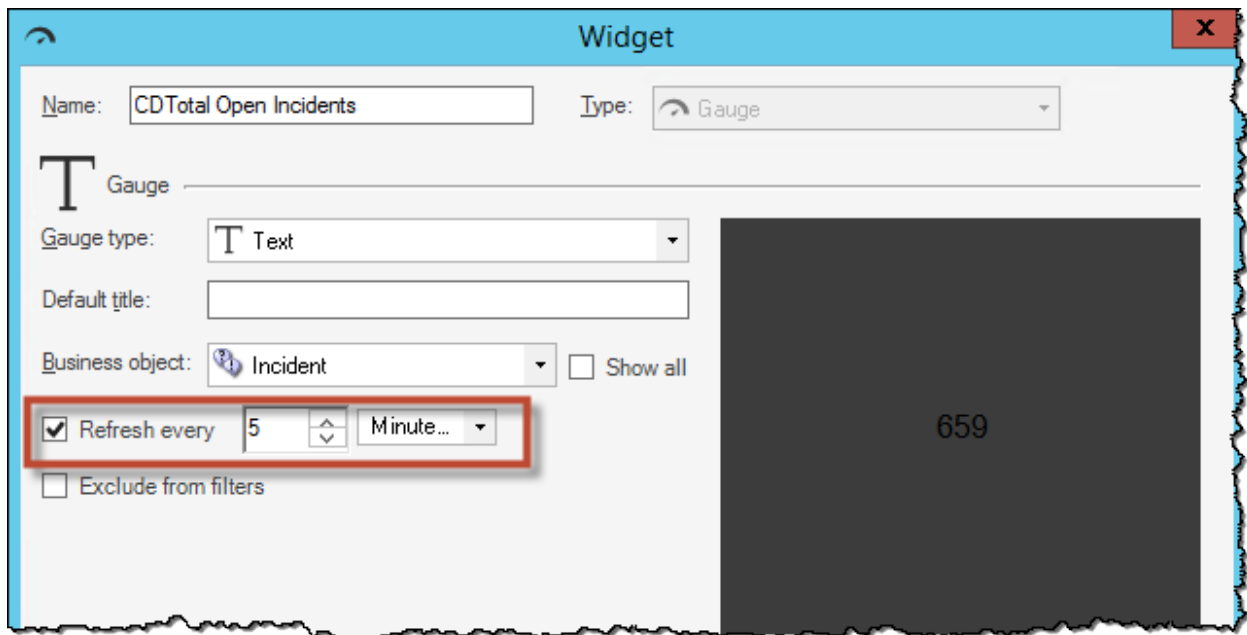 Widget
x
Name: CDTotal Open Incidents Type: Gauge
T Gauge
Gauge type: T Text
Default title:
Business object: Incident Show all
Refresh every 5 Minute...
659
Exclude from filters